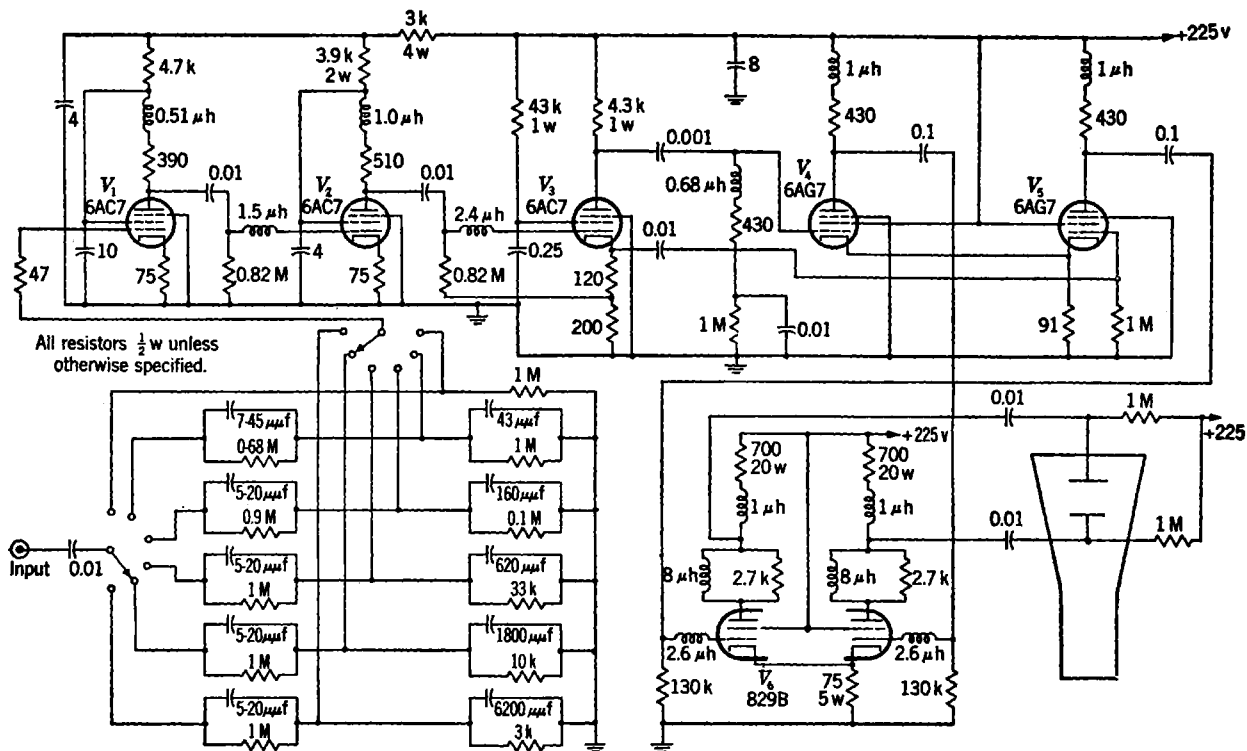 3 k
4 w
+225 v
4.7 k
3.9 k
2 w
8
1 μh
1 μh
4
0.51 μh
1.0 μh
43 k
1 w
4.3 k
1 w
430
430
0.001
0.1
0.1
390
510
0.01
0.01
0.68 μh
V1
6AC7
V2
6AC7
V3
6AC7
V4
6AG7
V5
6AG7
1.5 μh
2.4 μh
430
0.01
47
10
75
0.82 M
4
75
0.82 M
0.25
120
200
1 M
0.01
91
1 M
All resistors ½ w unless
otherwise specified.
1 M
7-45 μμf
0-68 M
43 μμf
1 M
5-20 μμf
0.9 M
160 μμf
0.1 M
Input
0.01
5-20 μμf
1 M
620 μμf
33 k
5-20 μμf
1 M
1800 μμf
10 k
5-20 μμf
1 M
6200 μμf
3 k
0.01
1 M
+225
+225 v
700
20 w
700
20 w
1 μh
1 μh
0.01
1 M
8 μh
2.7 k
8 μh
2.7 k
2.6 μh
2.6 μh
130 k
V6
829B
75
5 w
130 k